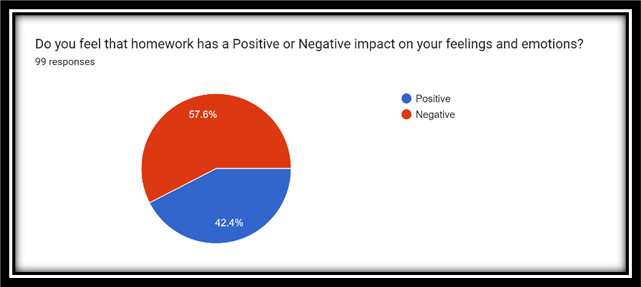 Do you feel that homework has a Positive or Negative impact on your feelings and emotions?
99 responses
Positive
Negative
57.6%
42.4%